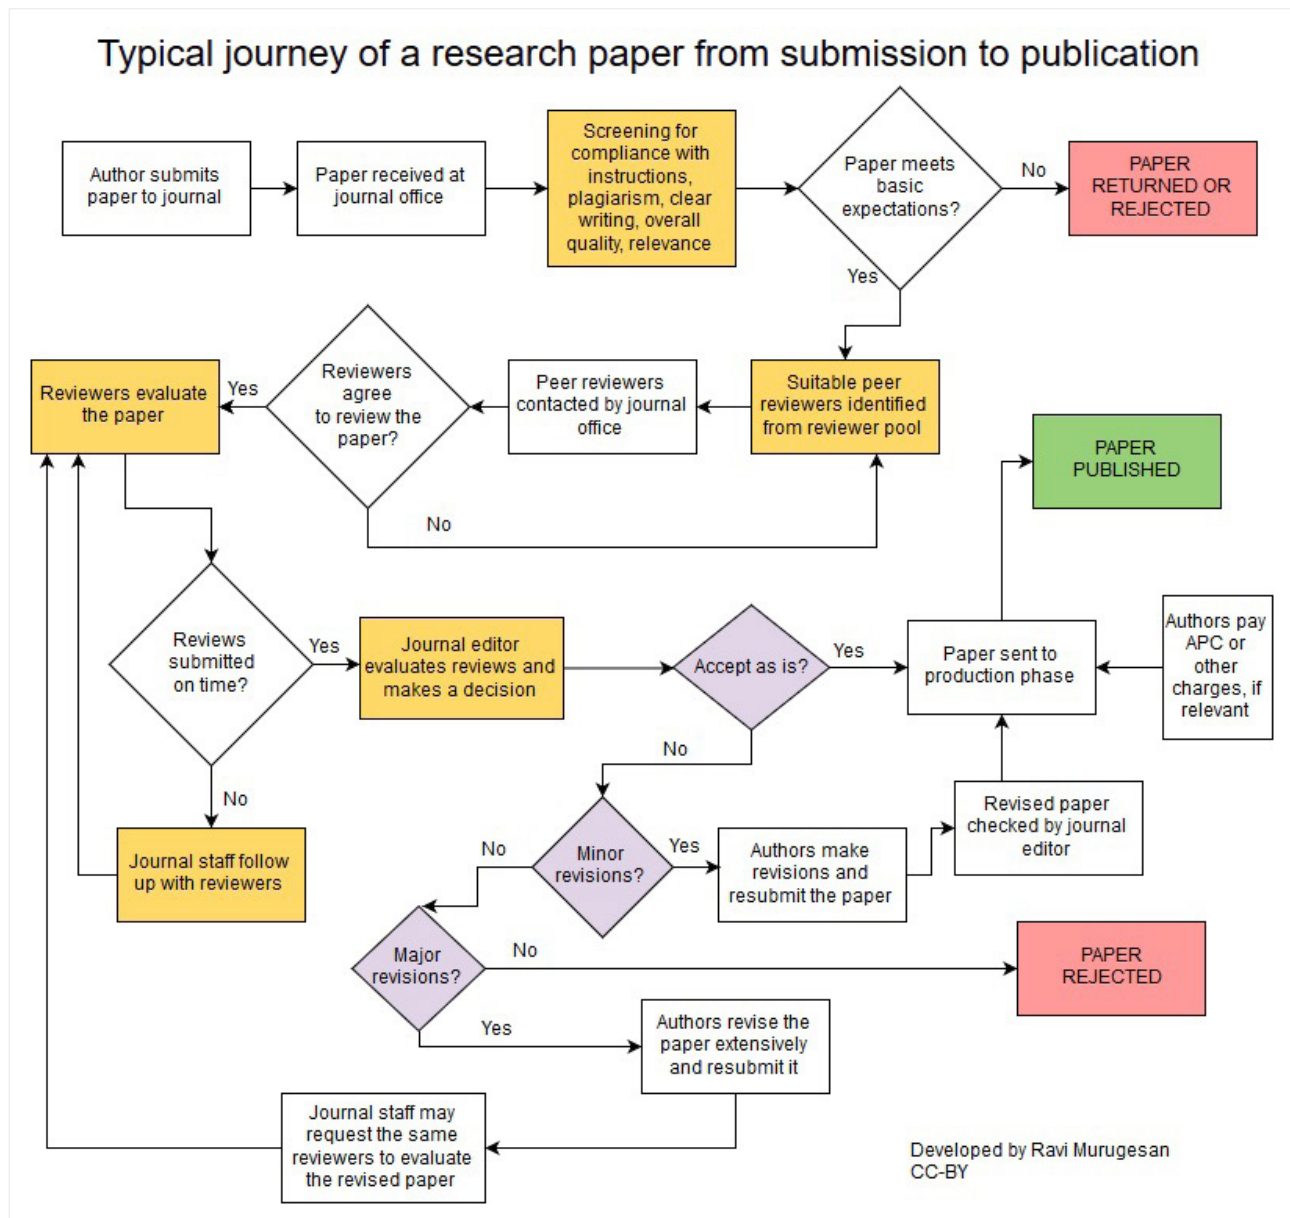 Typical journey of a research paper from submission to publication
Author submits
paper to journal
Paper received at
journal office
Screening for
compliance with
instructions,
plagiarism, clear
writing, overall
quality, relevance
Paper meets
basic
expectations?
No
PAPER
RETURNED OR
REJECTED
Yes
Reviewers evaluate
the paper
Yes
Reviewers
agree
to review the
paper?
Peer reviewers
contacted by journal
office
Suitable peer
reviewers identified
from reviewer pool
No
PAPER
PUBLISHED
Reviews
submitted
on time?
Yes
Journal editor
evaluates reviews and
makes a decision
Accept as is?
Yes
Paper sent to
production phase
Authors pay
APC or
other
charges, if
relevant
No
No
Journal staff follow
up with reviewers
No
Minor
revisions?
Yes
Authors make
revisions and
resubmit the paper
Revised paper
checked by journal
editor
Major
revisions?
No
PAPER
REJECTED
Yes
Authors revise the
paper extensively
and resubmit it
Journal staff may
request the same
reviewers to evaluate
the revised paper
Developed by Ravi Murugesan
CC-BY